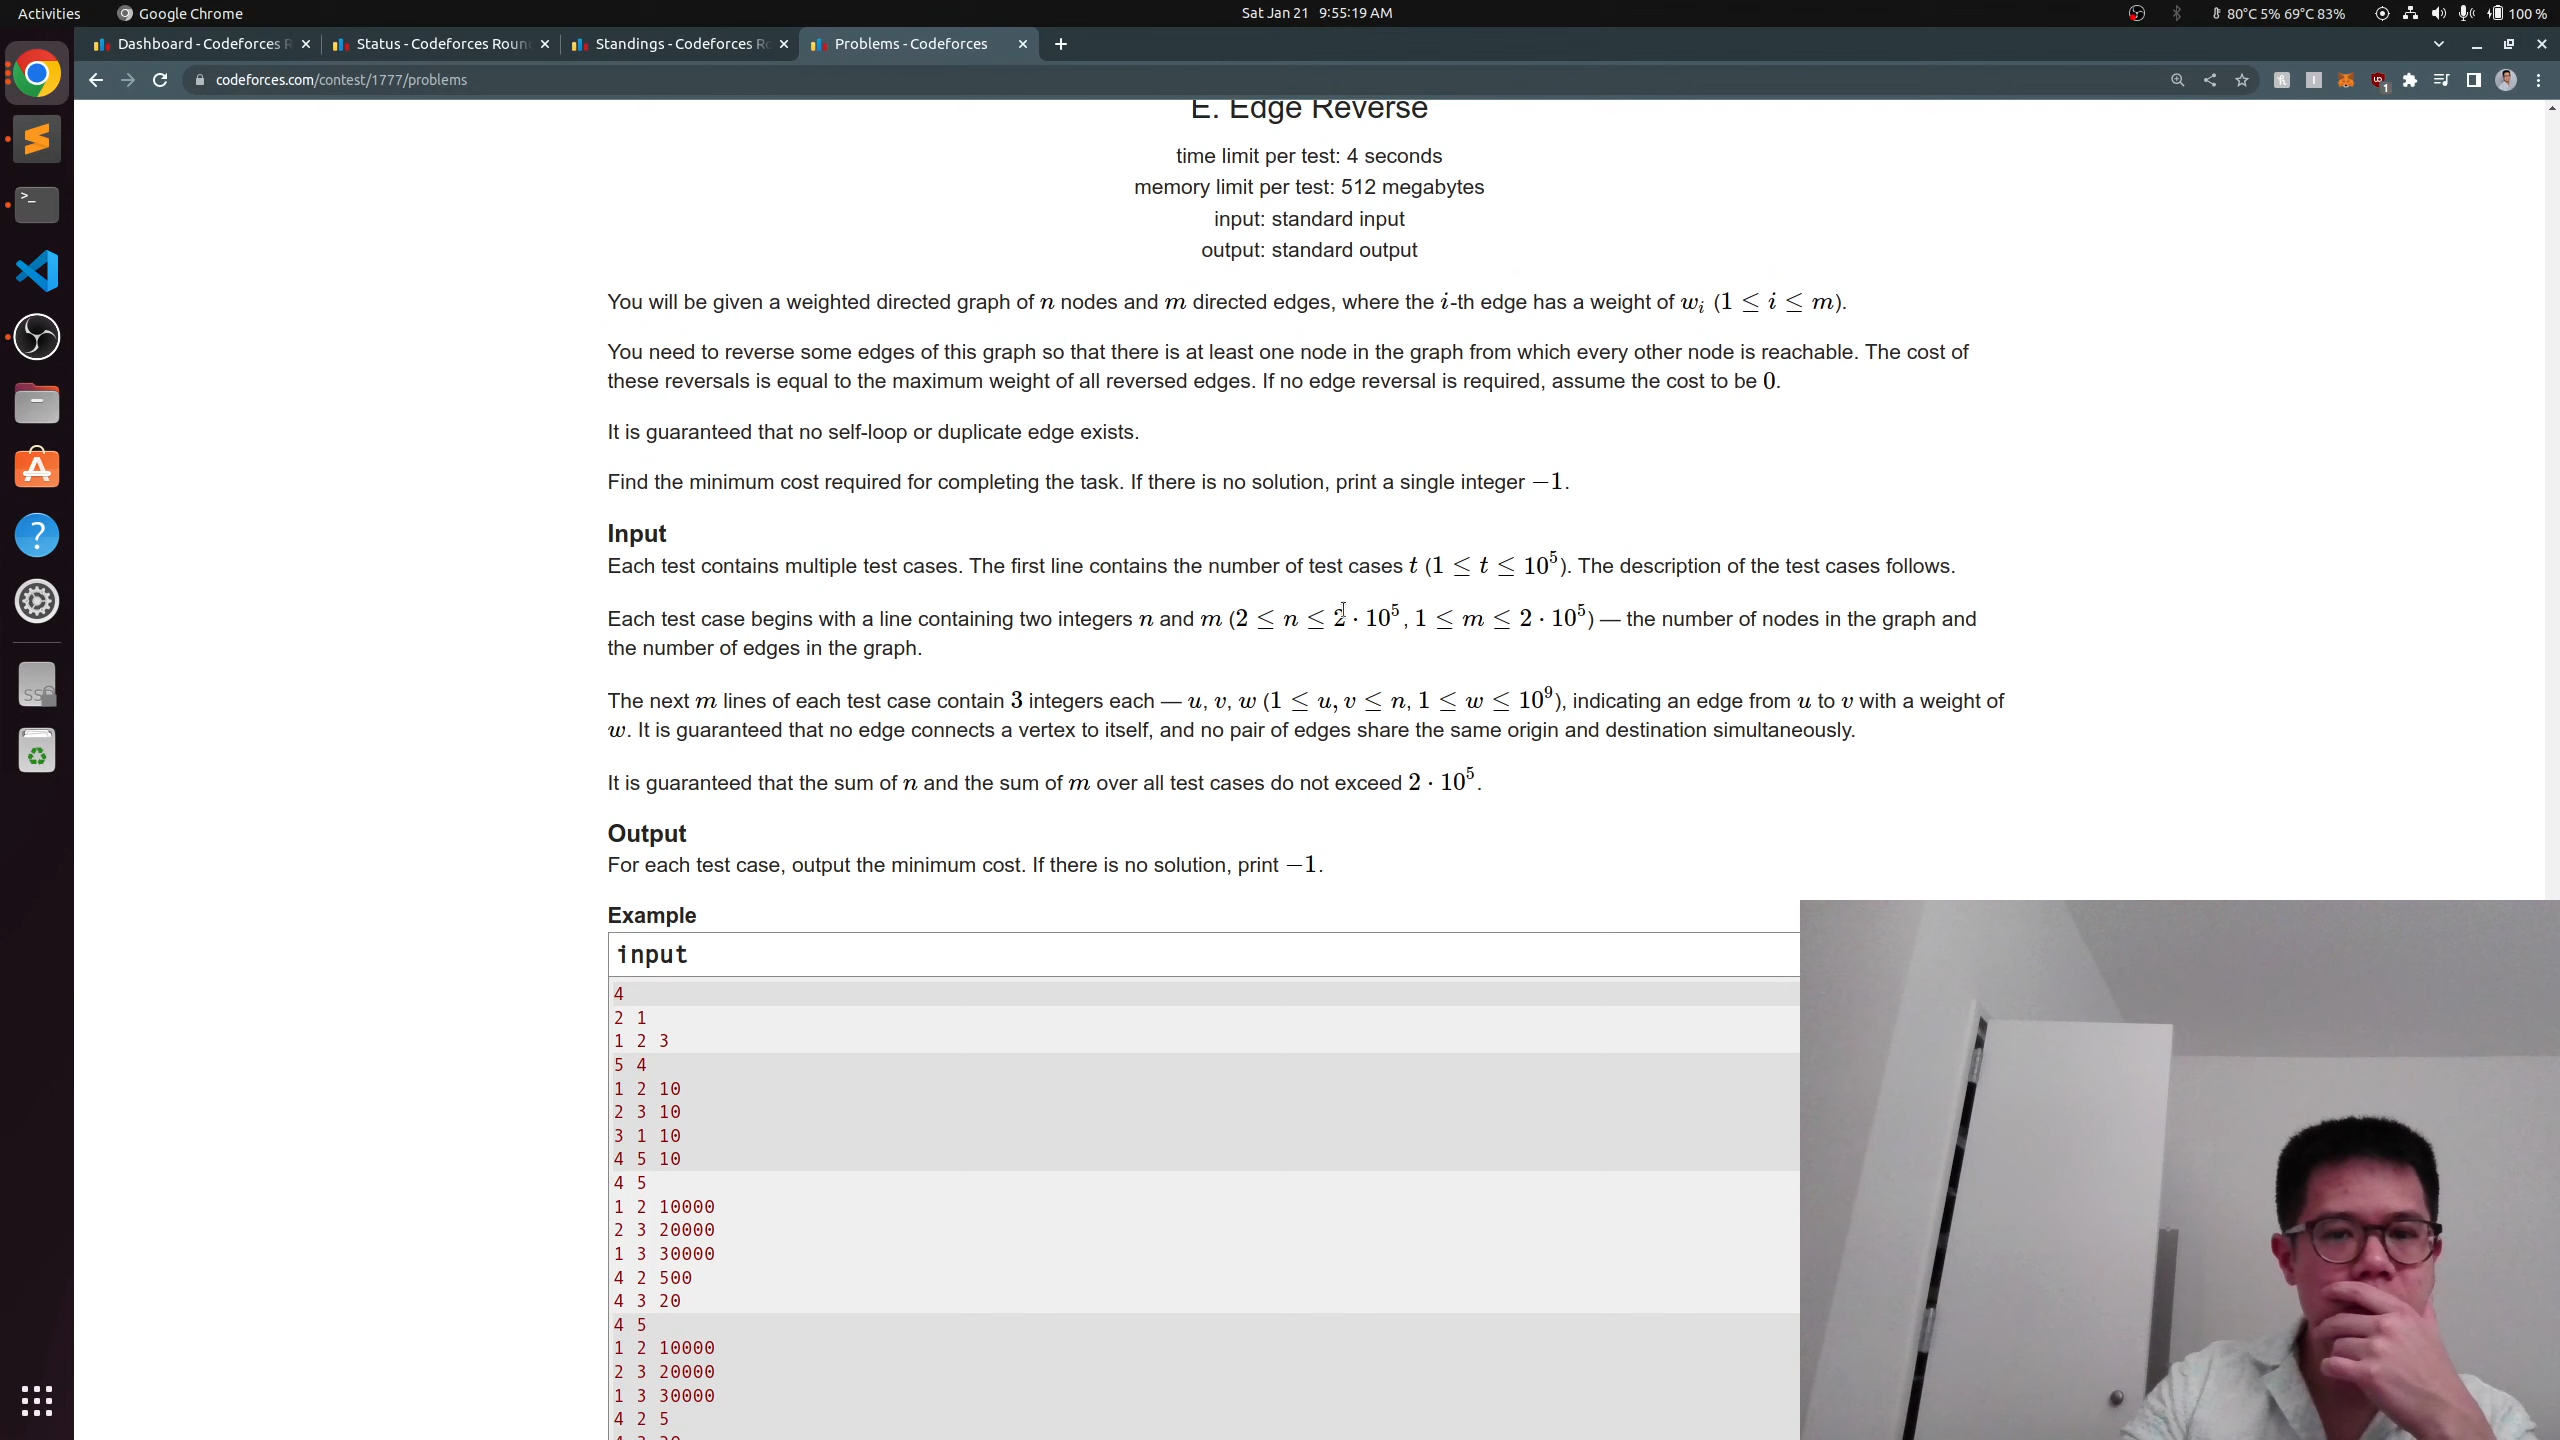 Activities
Google Chrome
Sat Jan 21 9:55:19 AM
80°C 5% 69°C 83%
100 %
Dashboard - Codeforces R
Status - Codeforces Roun
Standings - Codeforces Ro
Problems - Codeforces
codeforces.com/contest/1777/problems
E. Edge Reverse
time limit per test: 4 seconds
memory limit per test: 512 megabytes
input: standard input
output: standard output
You will be given a weighted directed graph of n nodes and m directed edges, where the i-th edge has a weight of wᵢ (1 ≤ i ≤ m).
You need to reverse some edges of this graph so that there is at least one node in the graph from which every other node is reachable. The cost of
these reversals is equal to the maximum weight of all reversed edges. If no edge reversal is required, assume the cost to be 0.
It is guaranteed that no self-loop or duplicate edge exists.
Find the minimum cost required for completing the task. If there is no solution, print a single integer −1.
Input
Each test contains multiple test cases. The first line contains the number of test cases t (1 ≤ t ≤ 10⁵). The description of the test cases follows.
Each test case begins with a line containing two integers n and m (2 ≤ n ≤ 2 · 10⁵, 1 ≤ m ≤ 2 · 10⁵) — the number of nodes in the graph and
the number of edges in the graph.
The next m lines of each test case contain 3 integers each — u, v, w (1 ≤ u, v ≤ n, 1 ≤ w ≤ 10⁹), indicating an edge from u to v with a weight of
w. It is guaranteed that no edge connects a vertex to itself, and no pair of edges share the same origin and destination simultaneously.
It is guaranteed that the sum of n and the sum of m over all test cases do not exceed 2 · 10⁵.
Output
For each test case, output the minimum cost. If there is no solution, print −1.
Example
input
4
2 1
1 2 3
5 4
1 2 10
2 3 10
3 1 10
4 5 10
4 5
1 2 10000
2 3 20000
1 3 30000
4 2 500
4 3 20
4 5
1 2 10000
2 3 20000
1 3 30000
4 2 5